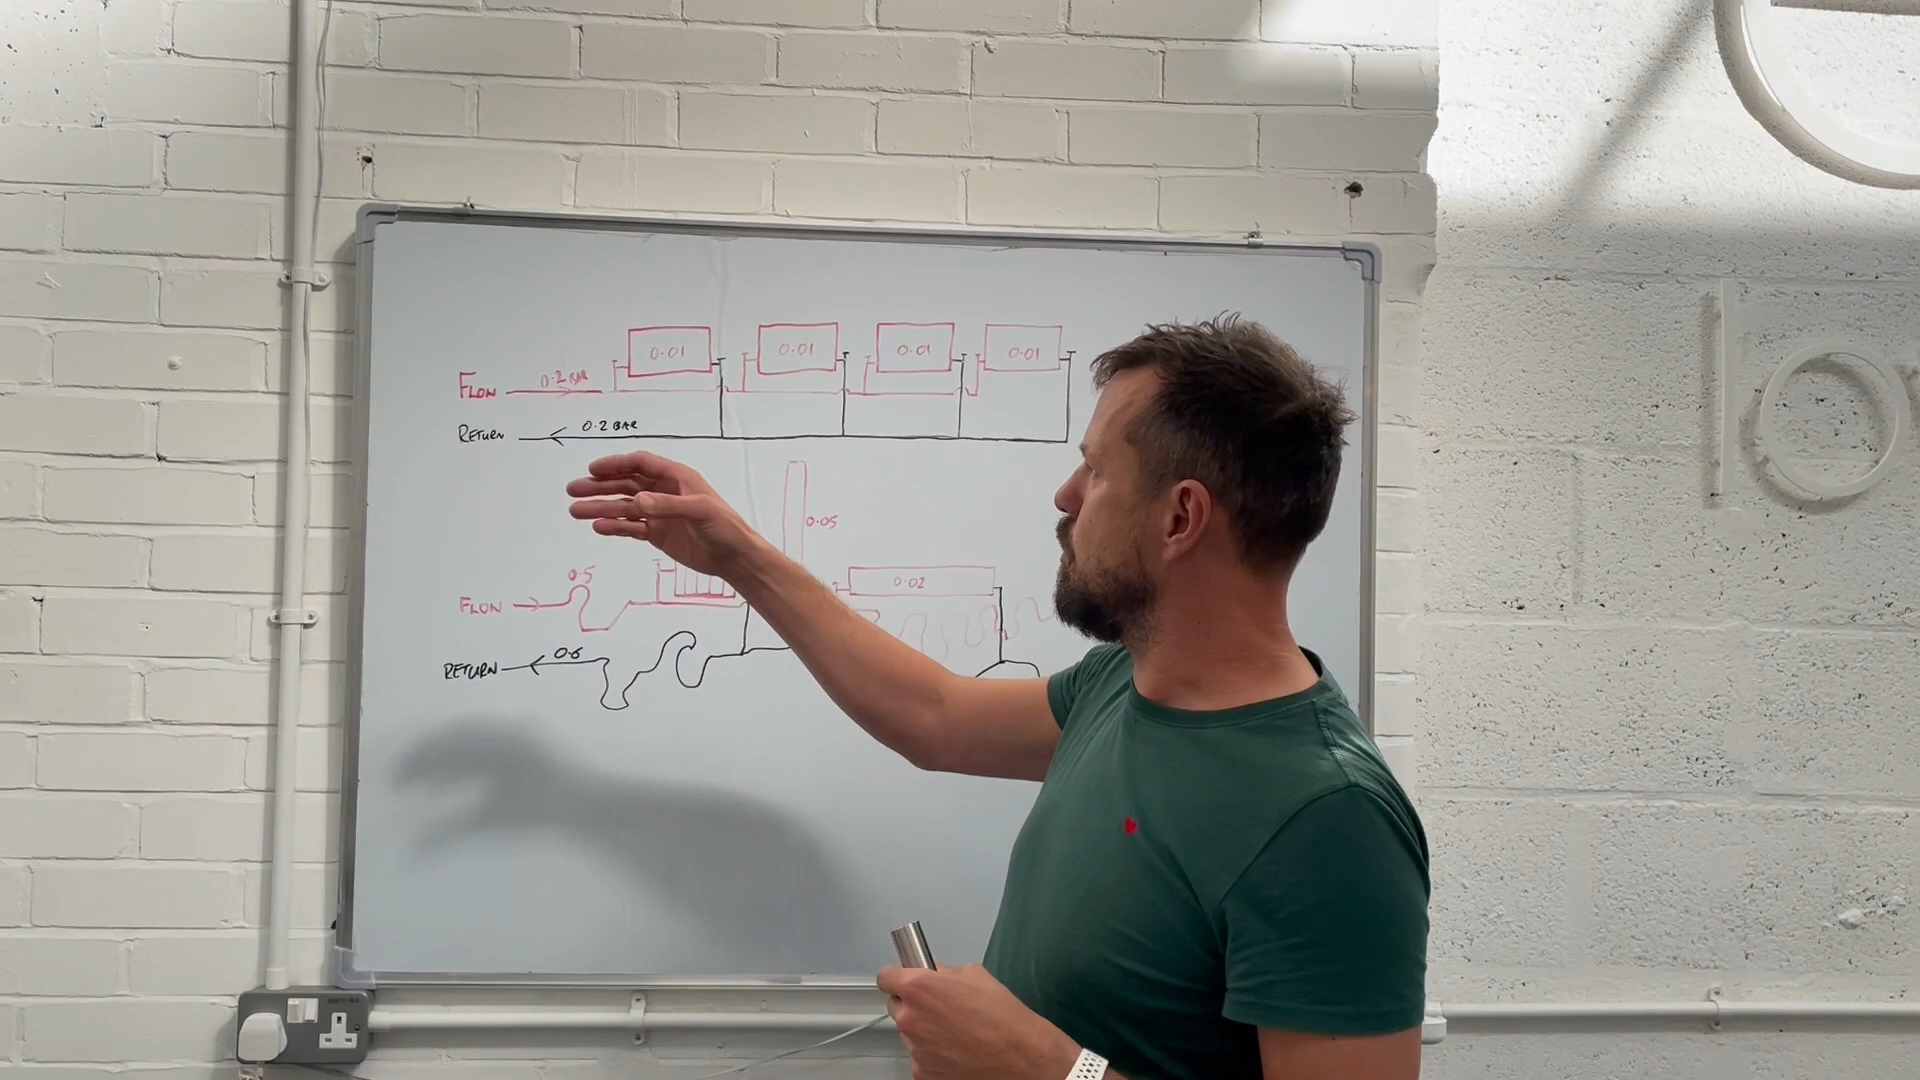 0.01 0.01 0.01 0.01
FLOW 0.2 BAR
RETURN 0.2 BAR
0.05
0.5
0.02
FLOW
RETURN 0.6